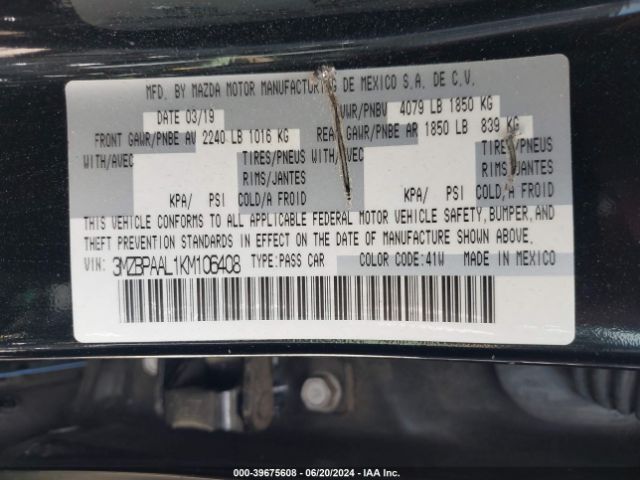 MFD. BY MAZDA MOTOR MANUFACTURING DE MEXICO S.A. DE C.V.
DATE 03/19 VWR/PNBV 4079 LB 1850 KG
FRONT GAWR/PNBE AV 2240 LB 1016 KG REAR GAWR/PNBE AR 1850 LB 839 KG
WITH/AVEC TIRES/PNEUS WITH/AVEC TIRES/PNEUS
RIMS/JANTES RIMS/JANTES
KPA/ PSI COLD/A FROID KPA/ PSI COLD/A FROID
THIS VEHICLE CONFORMS TO ALL APPLICABLE FEDERAL MOTOR VEHICLE SAFETY, BUMPER, AND
THEFT PREVENTION STANDARDS IN EFFECT ON THE DATE OF MANUFACTURE SHOWN ABOVE.
VIN: 3MZBPAAL1KM106408 TYPE:PASS CAR COLOR CODE:41W MADE IN MEXICO
000-39675608 | 06/20/2024 | IAA Inc.